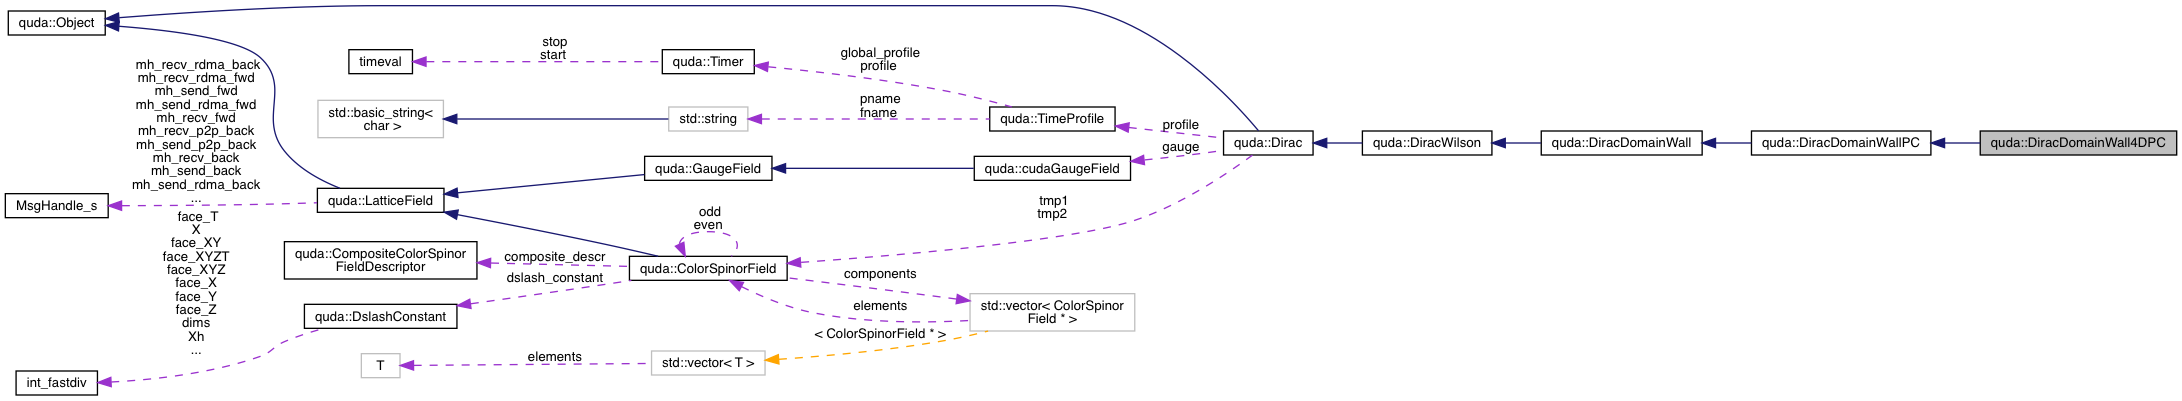 quda::Object
mh_recv_rdma_back
mh_recv_rdma_fwd
mh_send_fwd
mh_send_rdma_fwd
mh_recv_fwd
mh_recv_p2p_back
mh_send_p2p_back
mh_recv_back
mh_send_back
mh_send_rdma_back
...
MsgHandle_s
face_T
X
face_XY
face_XYZT
face_XYZ
face_X
face_Y
face_Z
dims
Xh
...
int_fastdiv
timeval
stop
start
quda::Timer
global_profile
profile
std::basic_string<
char >
std::string
pname
fname
quda::TimeProfile
profile
gauge
quda::Dirac
quda::DiracWilson
quda::DiracDomainWall
quda::DiracDomainWallPC
quda::DiracDomainWall4DPC
quda::GaugeField
quda::cudaGaugeField
quda::LatticeField
odd
even
tmp1
tmp2
quda::CompositeColorSpinor
FieldDescriptor
composite_descr
dslash_constant
quda::ColorSpinorField
components
elements
std::vector< ColorSpinor
Field * >
quda::DslashConstant
< ColorSpinorField * >
T
elements
std::vector< T >